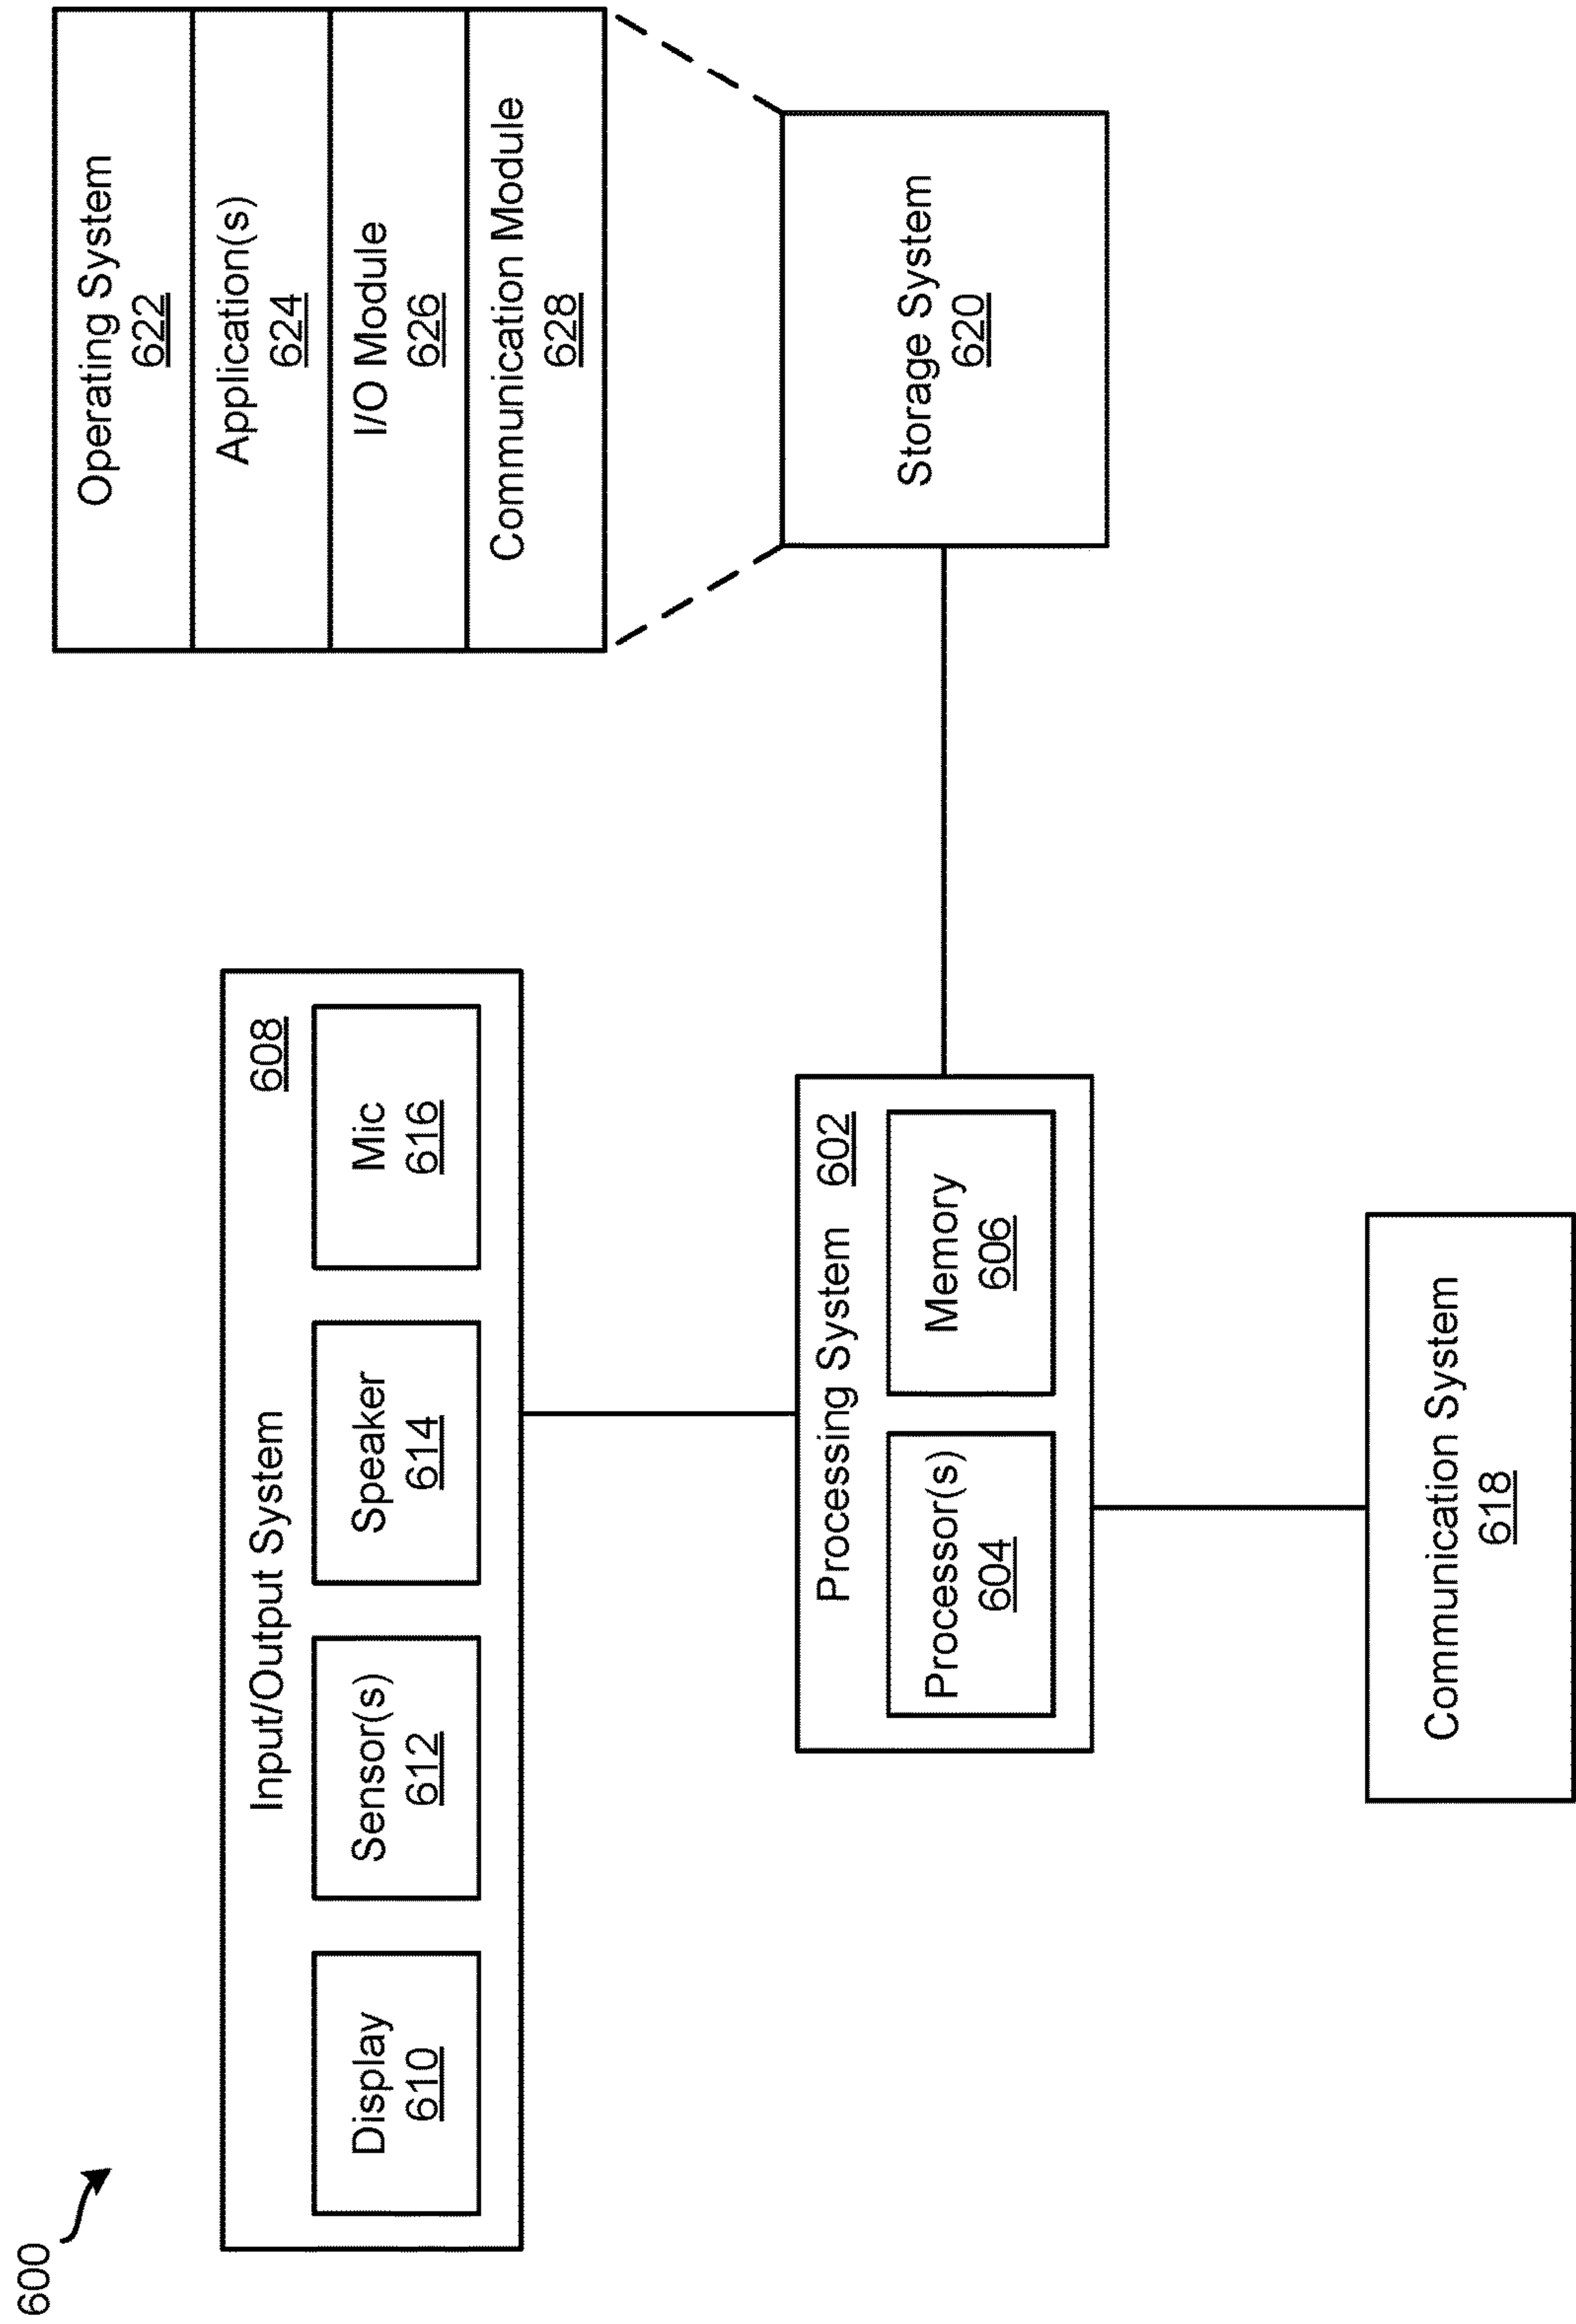 600
Input/Output System
608
Display
610
Sensor(s)
612
Speaker
614
Mic
616
Processing System
602
Processor(s)
604
Memory
606
Communication System
618
Operating System
622
Application(s)
624
I/O Module
626
Communication Module
628
Storage System
620